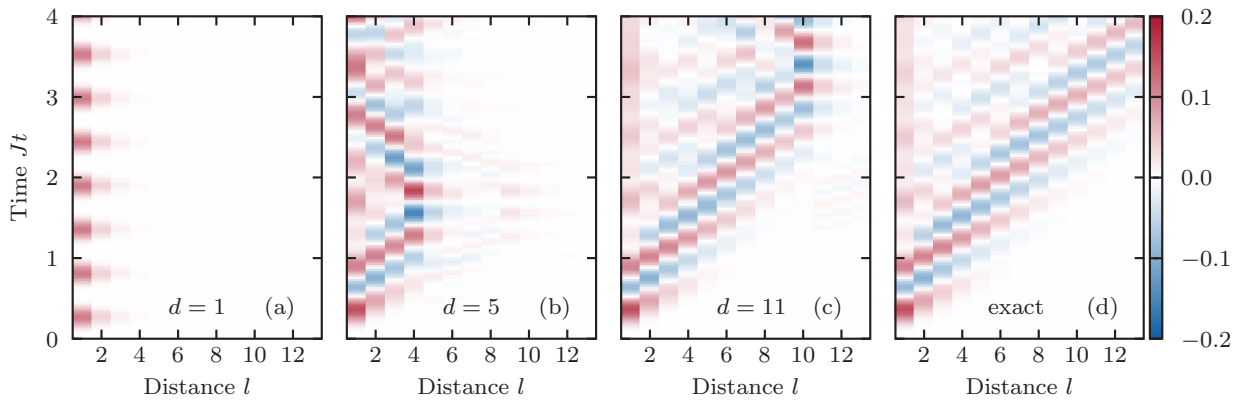 Time Jt
4
3
2
1
0
d = 1 (a)
2 4 6 8 10 12
Distance l
d = 5 (b)
2 4 6 8 10 12
Distance l
d = 11 (c)
2 4 6 8 10 12
Distance l
exact (d)
2 4 6 8 10 12
Distance l
0.2
0.1
0.0
−0.1
−0.2